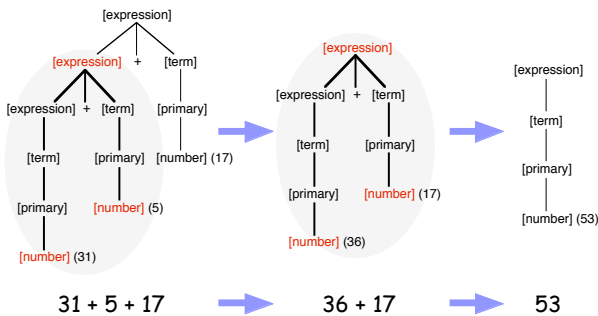 [expression]
[expression] + [term]
[expression] + [term] [primary]
[term] [primary] [number] (17)
[primary] [number] (5)
[number] (31)
[expression]
[expression] + [term]
[term] [primary]
[primary] [number] (17)
[number] (36)
[expression]
[term]
[primary]
[number] (53)
31 + 5 + 17
36 + 17
53